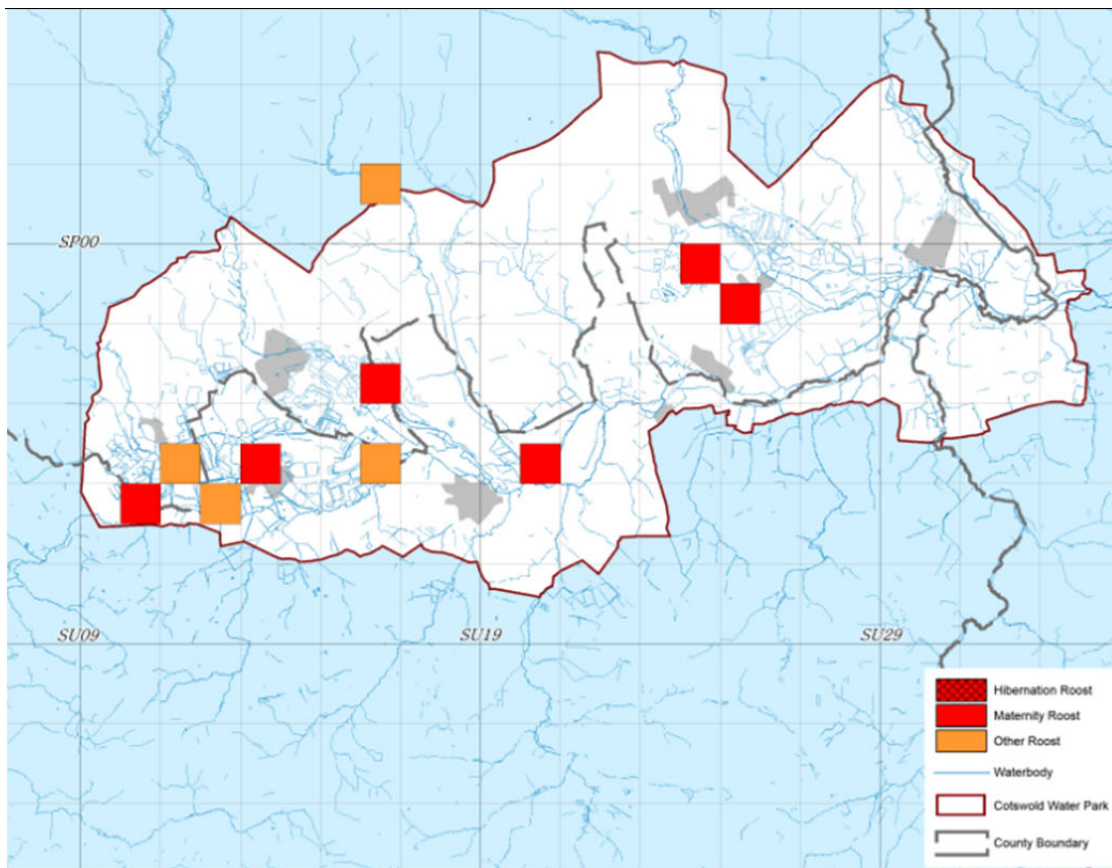 SP00
SU09
SU19
SU29
Hibernation Roost
Maternity Roost
Other Roost
Waterbody
Cotswold Water Park
County Boundary